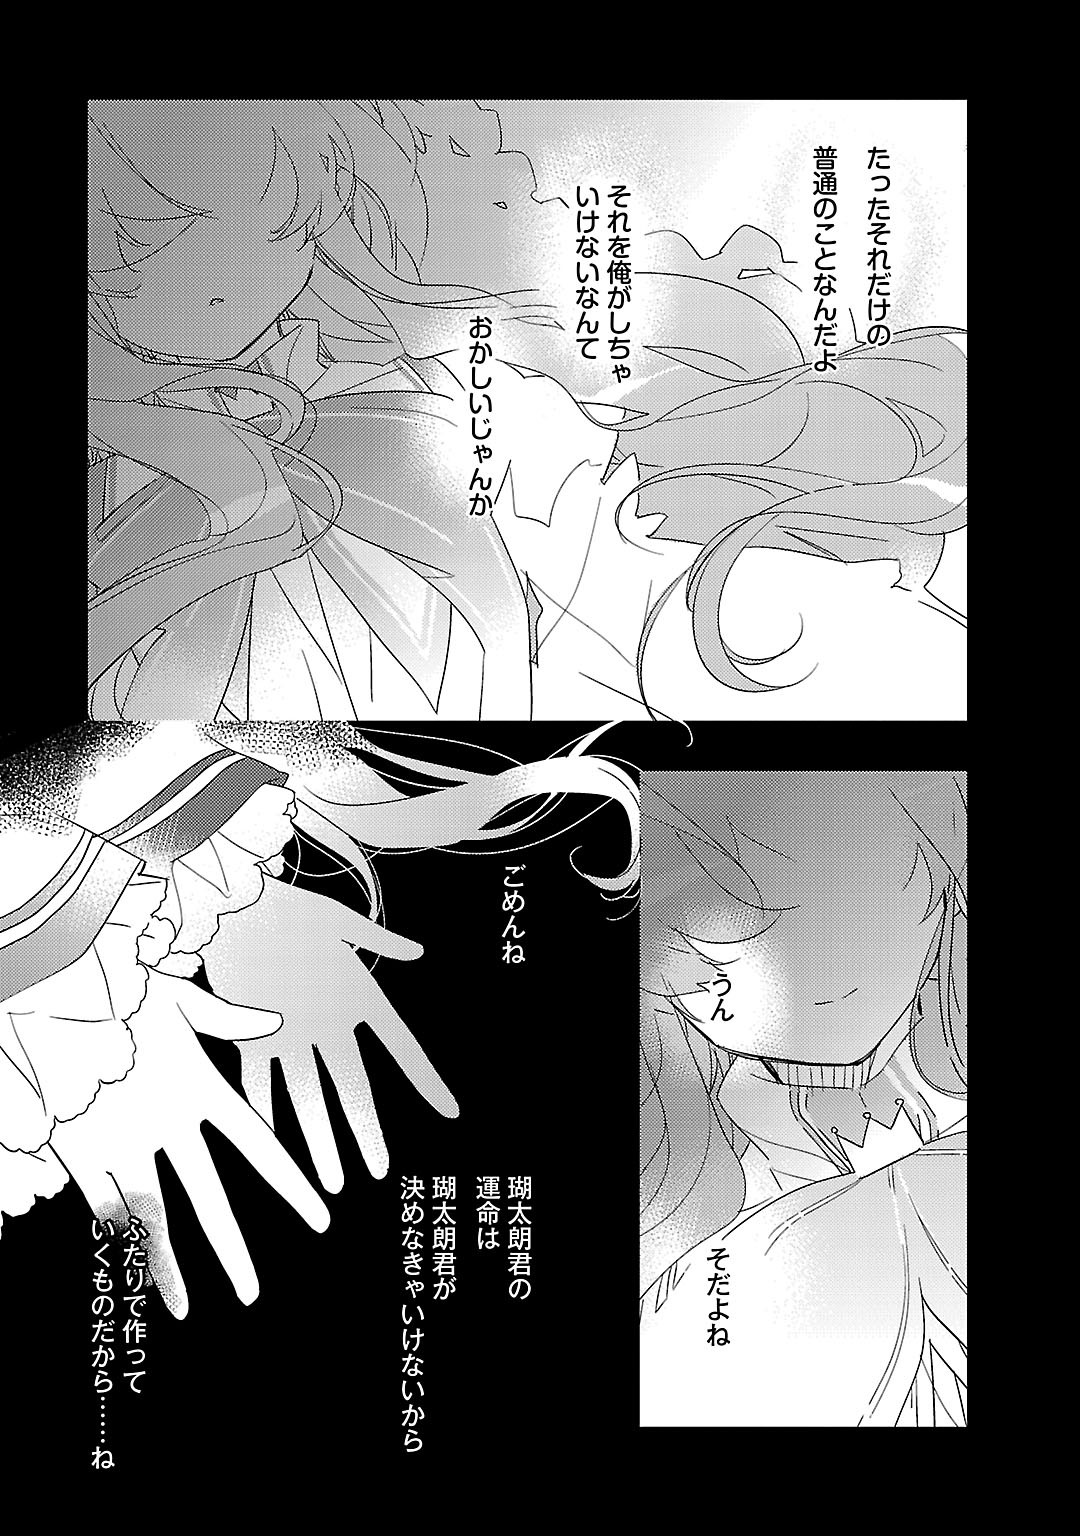 たったそれだけの
普通のことなんだよ
それを俺がしちゃ
いけないなんて
おかしいじゃんか
うん
そだよね
ごめんね
瑚太朗君の
運命は
瑚太朗君が
決めなきゃいけないから
ふたりで作って
いくものだから……ね